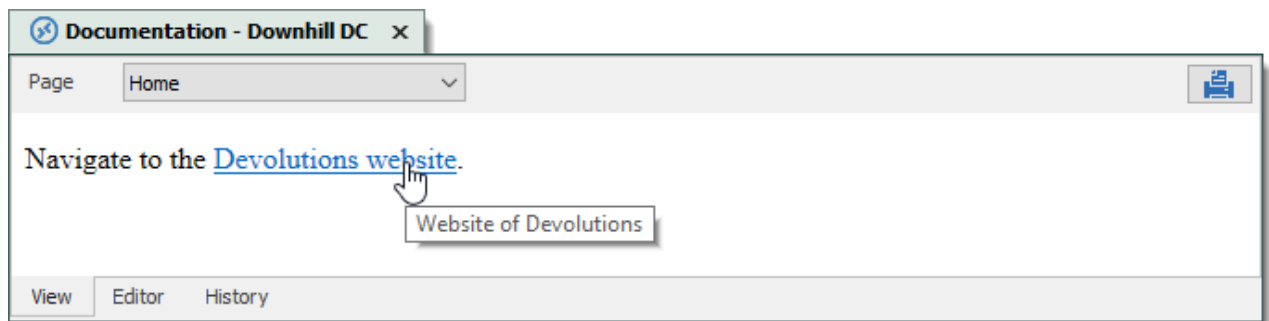 Documentation - Downhill DC
Page Home
Navigate to the Devolutions website.
Website of Devolutions
View Editor History